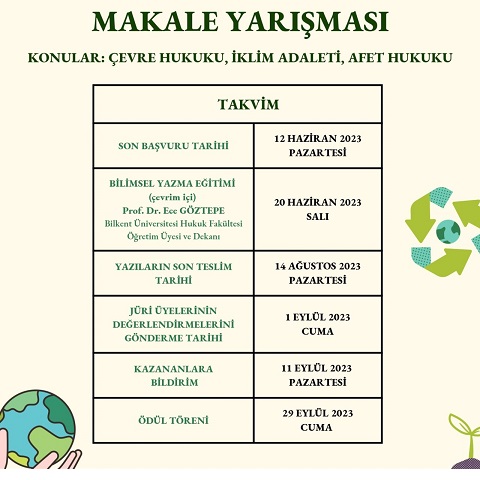 MAKALE YARIŞMASI
KONULAR: ÇEVRE HUKUKU, İKLİM ADALETİ, AFET HUKUKU
TAKVİM
SON BAŞVURU TARİHİ
12 HAZİRAN 2023
PAZARTESİ
BİLİMSEL YAZMA EĞİTİMİ
(çevrim içi)
Prof. Dr. Ece GÖZTEPE
Bilkent Üniversitesi Hukuk Fakültesi
Öğretim Üyesi ve Dekanı
20 HAZİRAN 2023
SALI
YAZILARIN SON TESLİM
TARİHİ
14 AĞUSTOS 2023
PAZARTESİ
JÜRİ ÜYELERİNİN
DEĞERLENDİRMELERİNİ
GÖNDERME TARİHİ
1 EYLÜL 2023
CUMA
KAZANANLARA
BİLDİRİM
11 EYLÜL 2023
PAZARTESİ
ÖDÜL TÖRENİ
29 EYLÜL 2023
CUMA